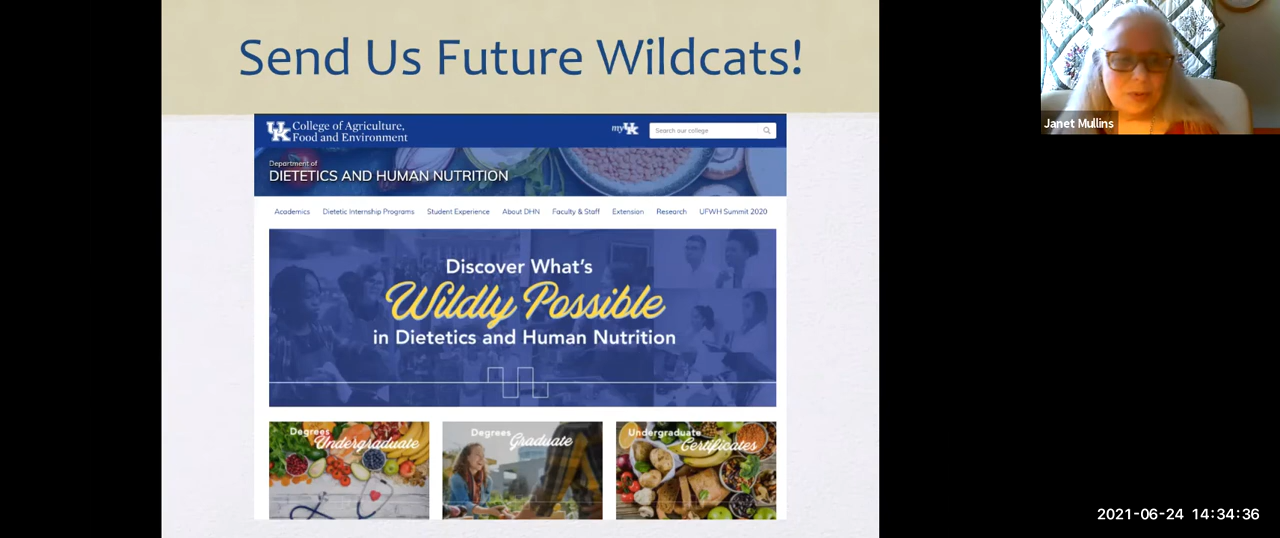 Send Us Future Wildcats!
Janet Mullins
UK College of Agriculture,
Food and Environment
myUK
Search our college
Department of
DIETETICS AND HUMAN NUTRITION
Academics Dietetic Internship Programs Student Experience About DHN Faculty & Staff Extension Research UFWH Summit 2020
Discover What's
Wildly Possible
in Dietetics and Human Nutrition
Degrees
Undergraduate
Degrees
Graduate
Undergraduate
Certificates
2021-06-24 14:34:36